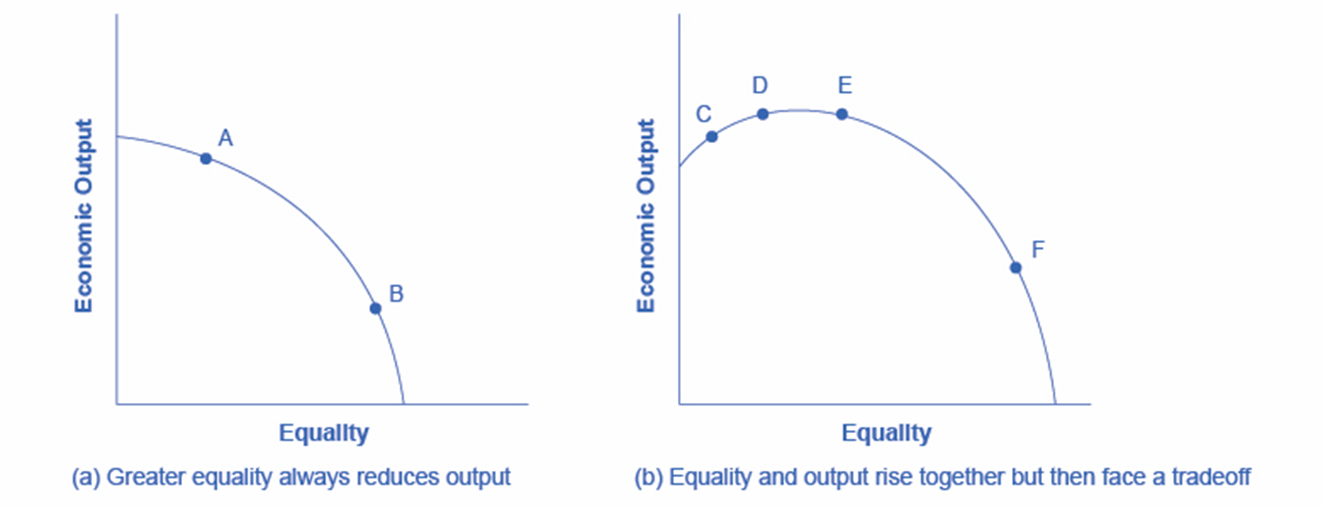 Economic Output
A
B
Equality
(a) Greater equality always reduces output
Economic Output
C
D
E
F
Equality
(b) Equality and output rise together but then face a tradeoff